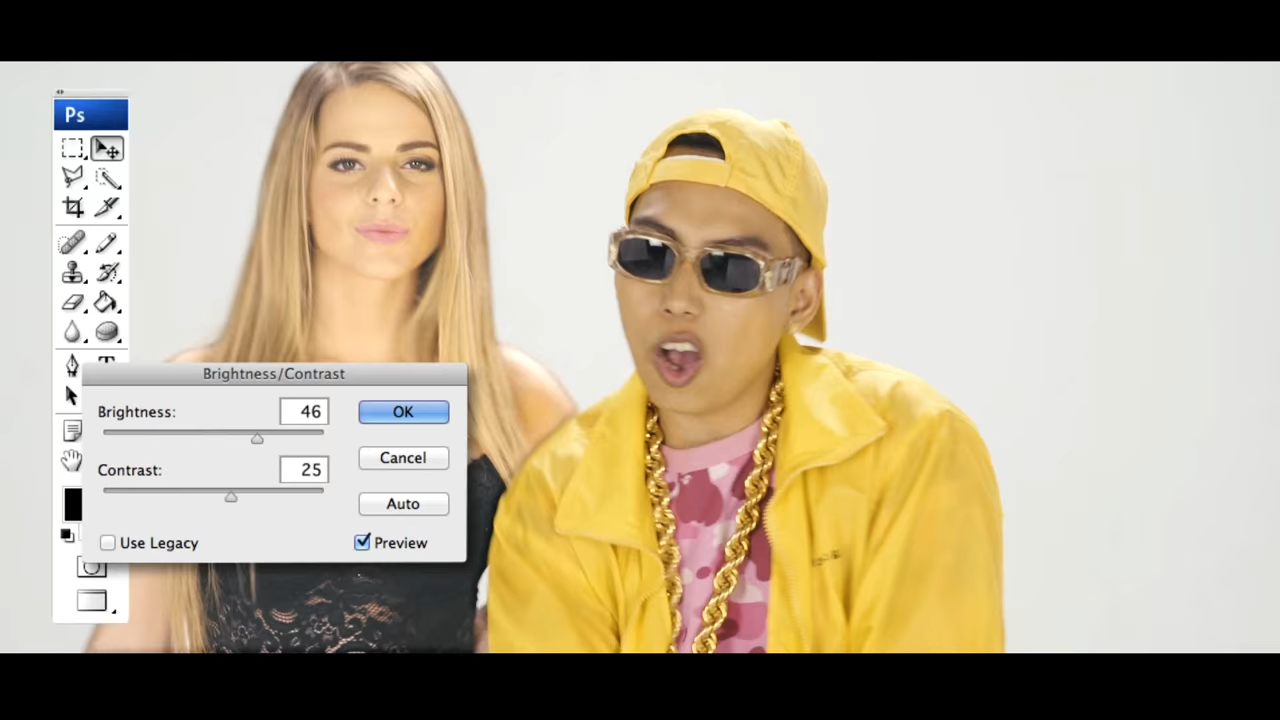 Ps
T
Brightness/Contrast
Brightness:
46
OK
Contrast:
25
Cancel
Auto
Use Legacy
Preview